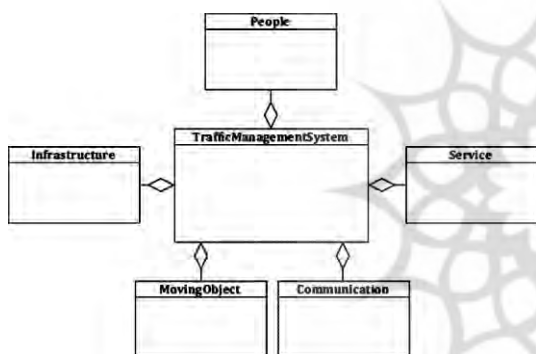 People
TrafficManagementSystem
Infrastructure
Service
MovingObject
Communication